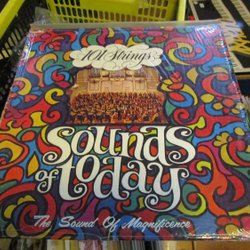 101 Strings
Sounds
of today
The Sound Of Magnificence